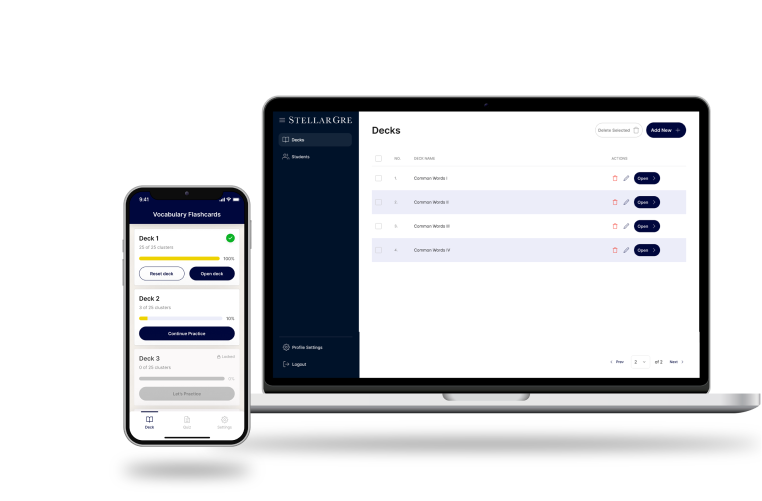 9:41
Vocabulary Flashcards
Deck 1
25 of 25 clusters
100%
Reset deck
Open deck
Deck 2
3 of 25 clusters
10%
Continue Practice
Deck 3
Locked
0 of 25 clusters
0%
Let's Practice
Deck
Quiz
Settings
STELLARGRE
Decks
Students
Profile Settings
Logout
Decks
Delete Selected
Add New +
NO. DECK NAME ACTIONS
1 Common Words I Open >
2 Common Words II Open >
3 Common Words III Open >
4 Common Words IV Open >
< Prev 2 of 2 Next >